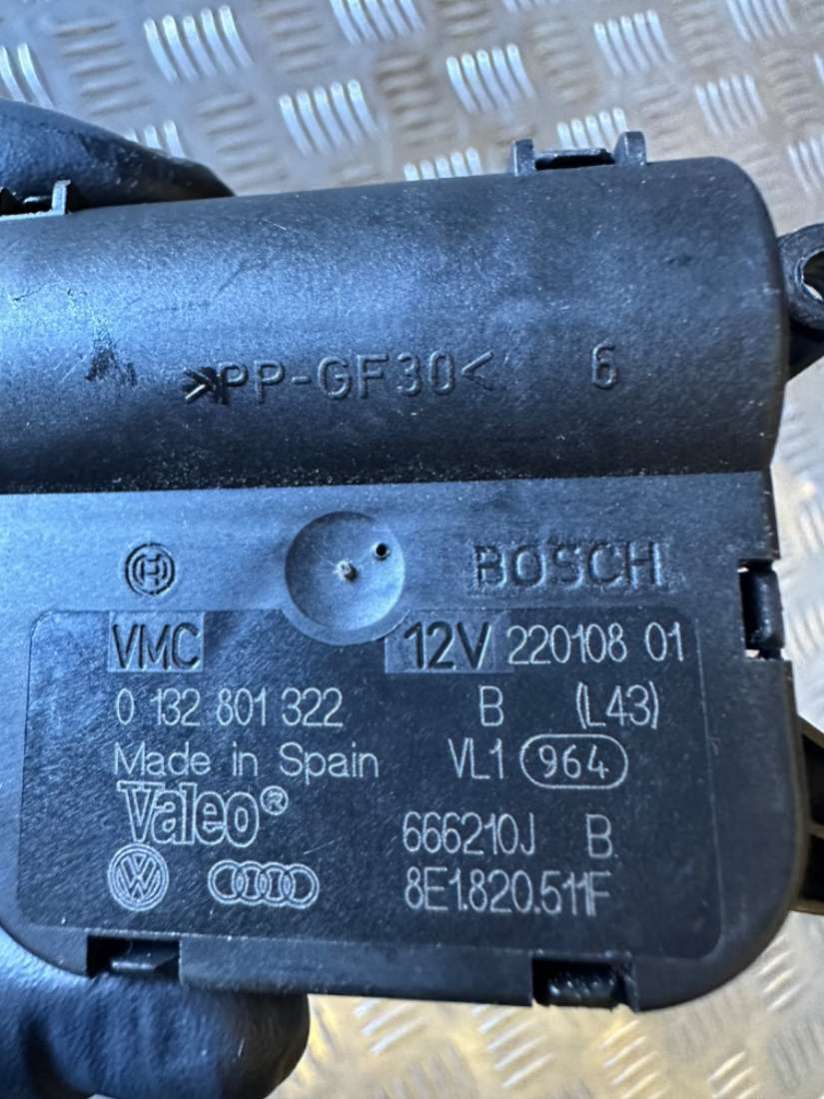 >PP-GF30< 6
BOSCH
VMC 12V 220108 01
0 132 801 322 B (L43)
Made in Spain VL1 964
Valeo®
666210J B
8E1.820.511F